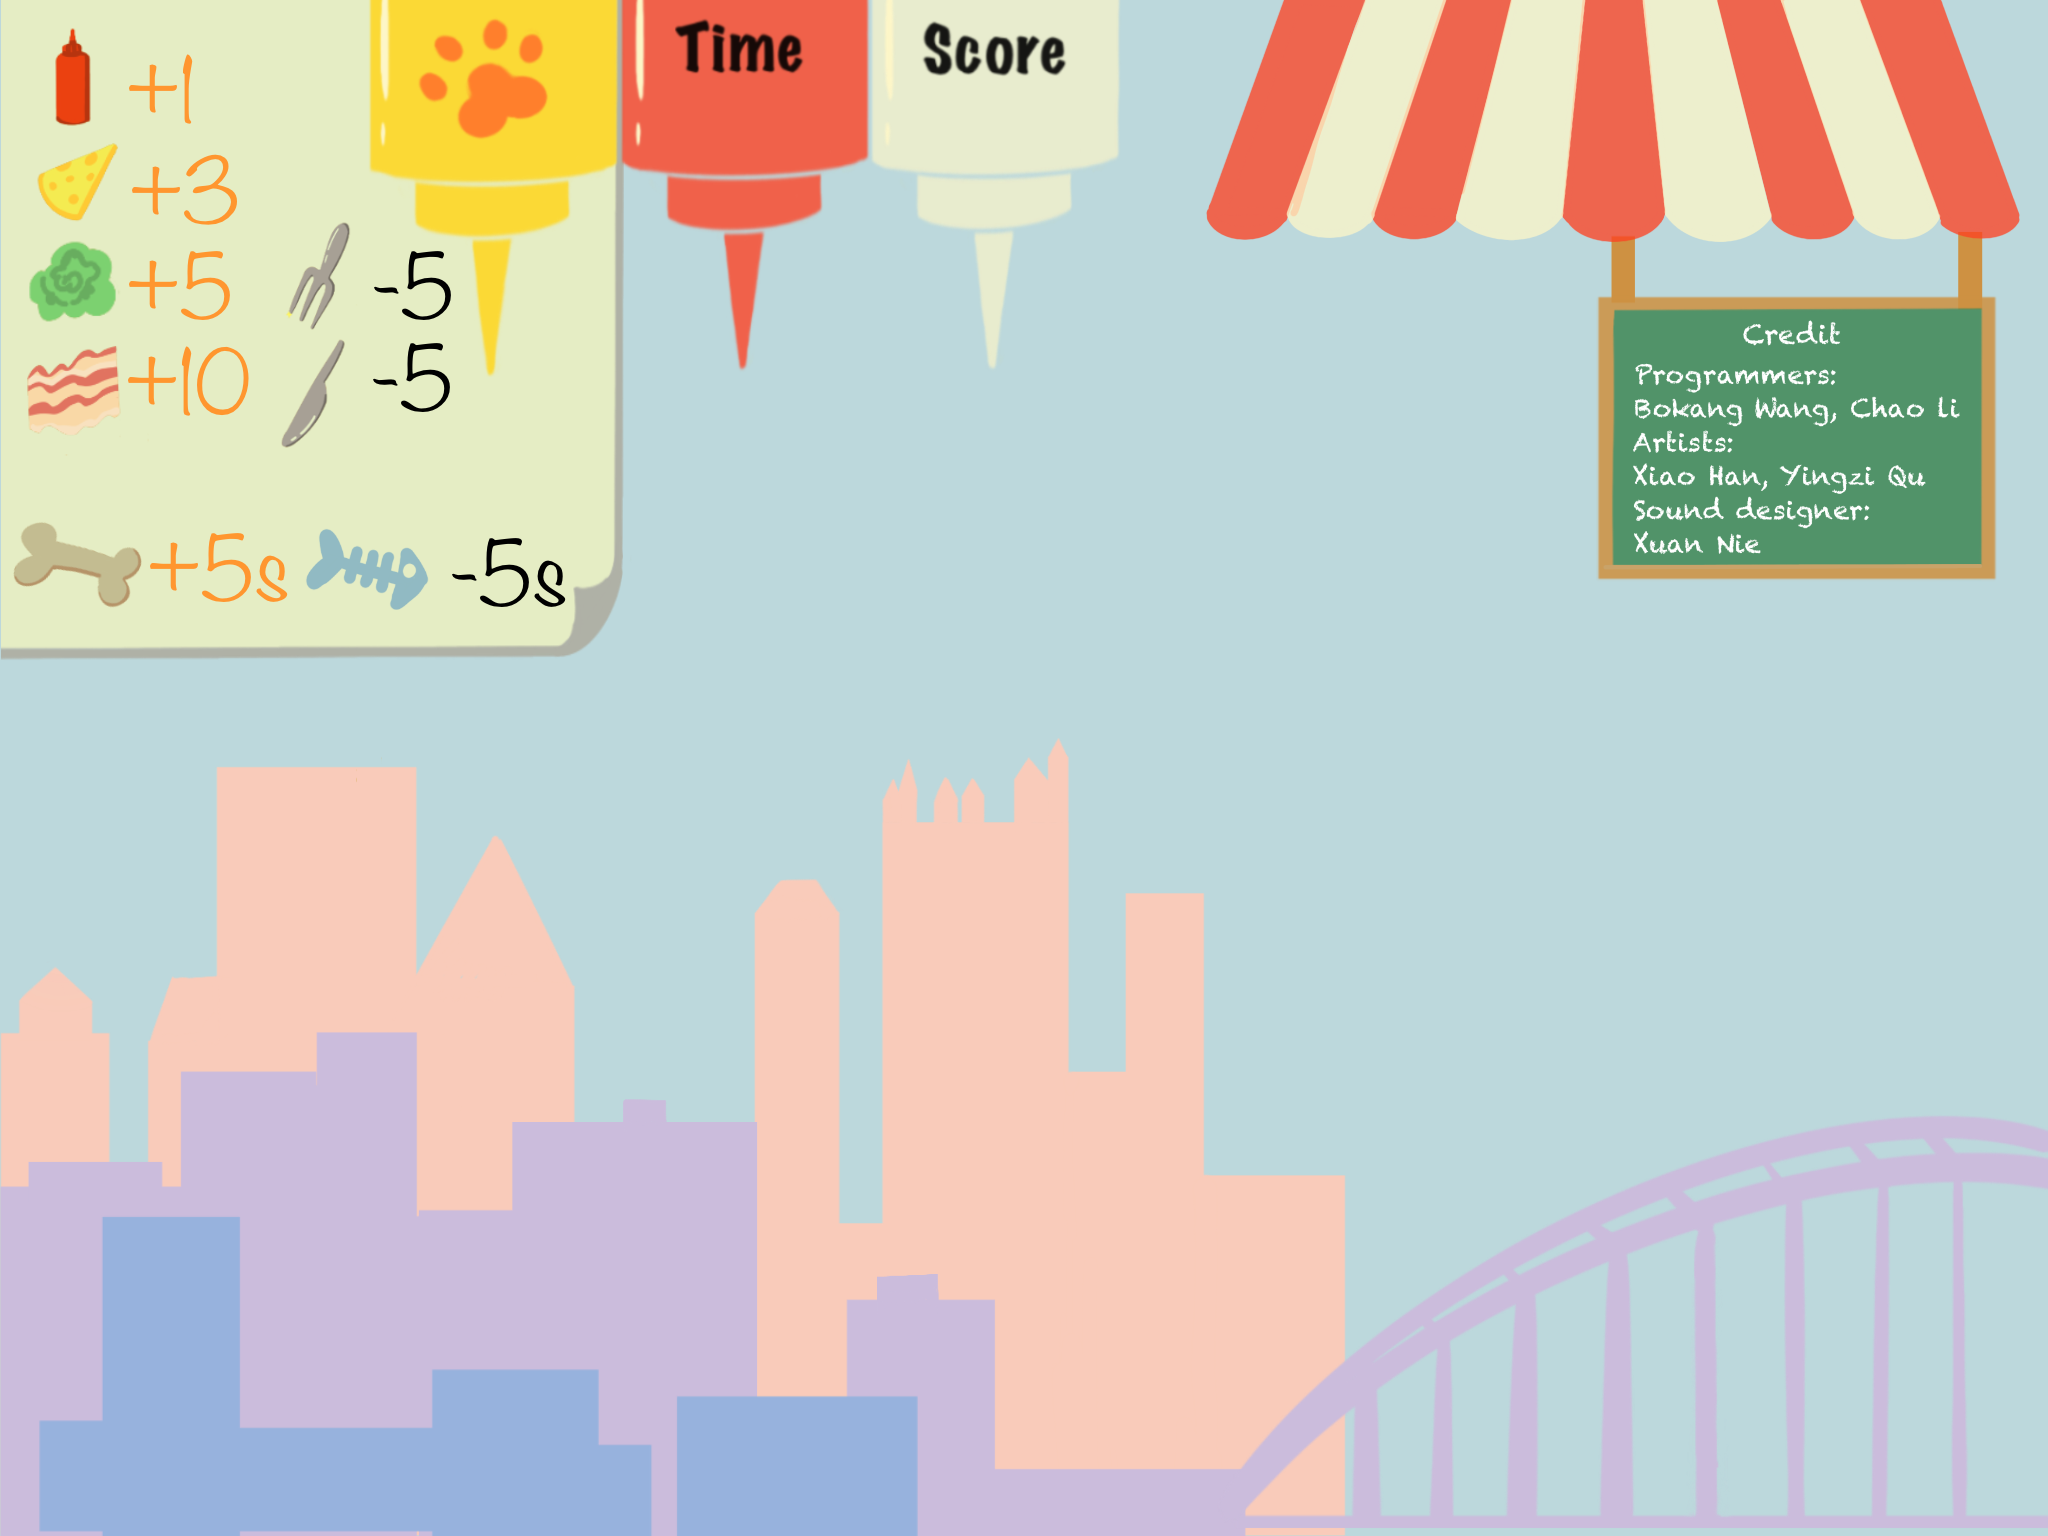 Time
Score
+1
+3
+5
-5
+10
-5
+5s
-5s
Credit
Programmers:
Bokang Wang, Chao li
Artists:
Xiao Han, Yingzi Qu
Sound designer:
Xuan Nie